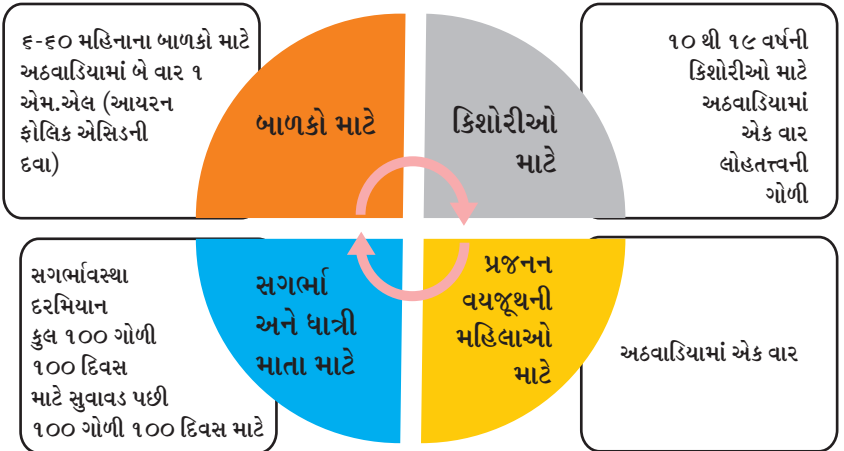 ૬-૬૦ મહિનાના બાળકો માટે
અઠવાડિયામાં બે વાર ૧
એમ.એલ (આયરન
ફોલિક એસિડની
દવા)
બાળકો માટે
કિશોરીઓ
માટે
૧૦ થી ૧૯ વર્ષની
કિશોરીઓ માટે
અઠવાડિયામાં
એક વાર
લોહતત્ત્વની
ગોળી
સગર્ભાવસ્થા
દરમિયાન
કુલ ૧૦૦ ગોળી
૧૦૦ દિવસ
માટે સુવાવડ પછી
૧૦૦ ગોળી ૧૦૦ દિવસ માટે
સગર્ભા
અને ધાત્રી
માતા માટે
પ્રજનન
વયજૂથની
મહિલાઓ
માટે
અઠવાડિયામાં એક વાર